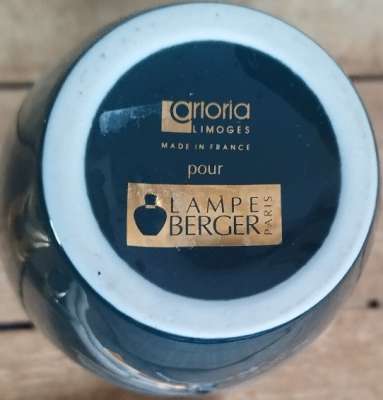 arioria
LIMOGES
MADE IN FRANCE
pour
LAMPE
BERGER
PARIS